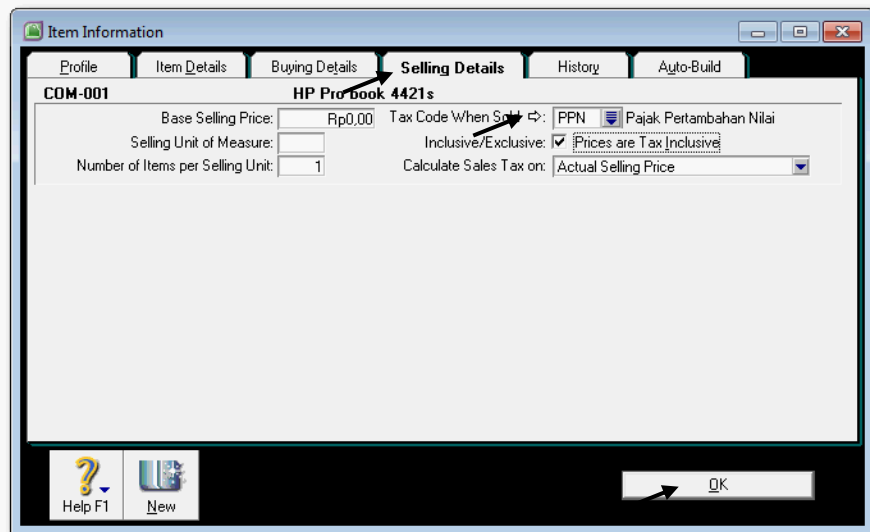 Item Information
Profile Item Details Buying Details Selling Details History Auto-Build
COM-001 HP Pro book 4421s
Base Selling Price: Rp0,00 Tax Code When Sold ⇨: PPN Pajak Pertambahan Nilai
Selling Unit of Measure: Inclusive/Exclusive: Prices are Tax Inclusive
Number of Items per Selling Unit: 1 Calculate Sales Tax on: Actual Selling Price
Help F1 New OK